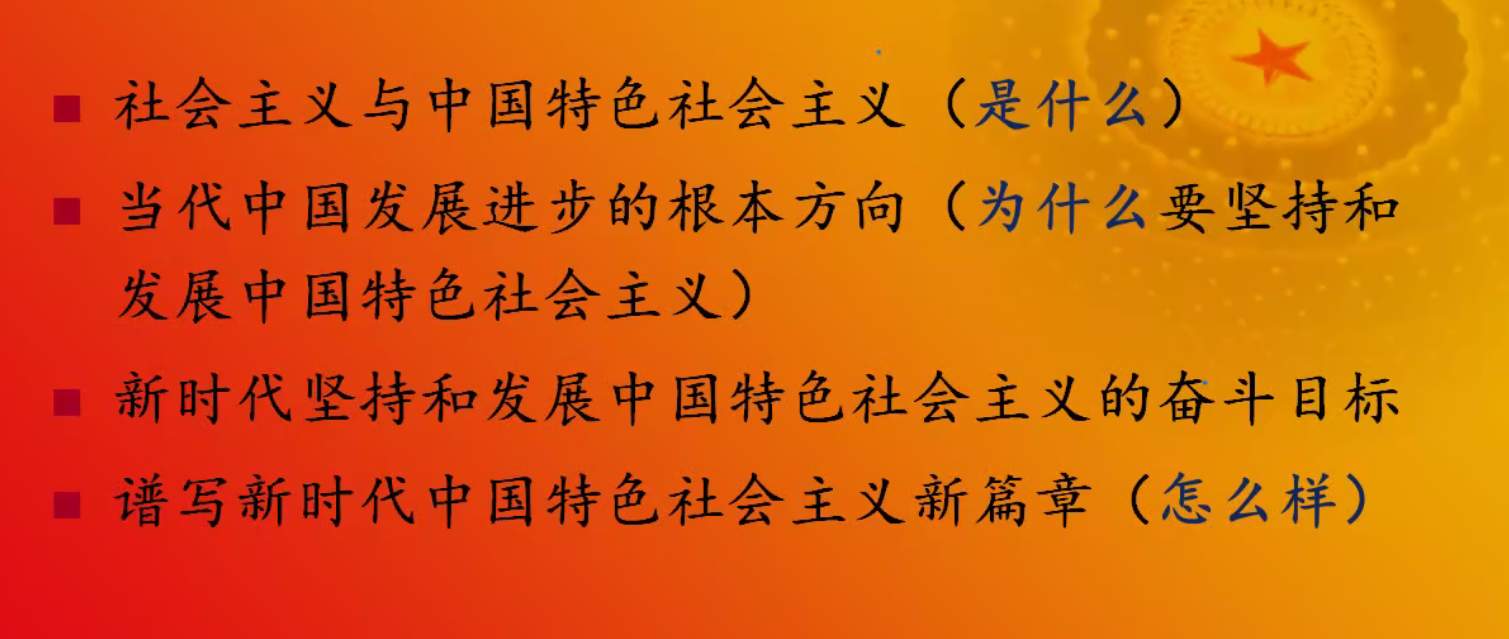 社会主义与中国特色社会主义（是什么）
当代中国发展进步的根本方向（为什么要坚持和
发展中国特色社会主义）
新时代坚持和发展中国特色社会主义的奋斗目标
谱写新时代中国特色社会主义新篇章（怎么样）